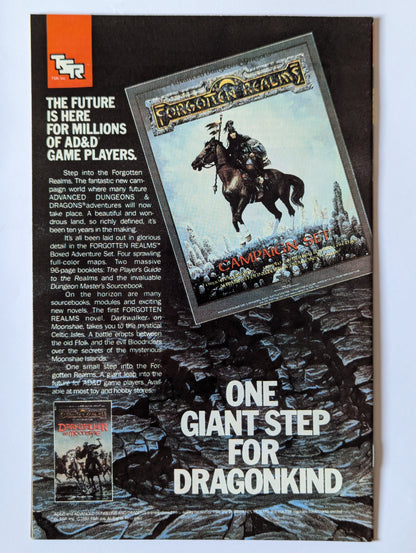 TSR
TSR, Inc.
THE FUTURE
IS HERE
FOR MILLIONS
OF AD&D®
GAME PLAYERS.
Step into the Forgotten
Realms. The fantastic new cam-
paign world where many future
ADVANCED DUNGEONS &
DRAGONS® adventures will now
take place. A beautiful and won-
drous land, so richly defined, it's
been ten years in the making.
It's all been laid out in glorious
detail in the FORGOTTEN REALMS™
Boxed Adventure Set. Four sprawling
full-color maps. Two massive
96-page booklets: The Player's Guide
to the Realms and the invaluable
Dungeon Master's Sourcebook.
On the horizon are many
sourcebooks, modules and exciting
new novels. The first FORGOTTEN
REALMS novel, Darkwalker on
Moonshae, takes you to the mystical
Celtic Isles. A battle erupts between
the old Ffolk and the evil Bloodriders
over the secrets of the mysterious
Moonshae Islands.
One small step into the For-
gotten Realms. A giant leap into the
future for AD&D® game players. Avail-
able at most toy and hobby stores.
FORGOTTEN REALMS
CAMPAIGN SET
FORGOTTEN REALMS
DARKWALKER
ON MOONSHAE
ONE
GIANT STEP
FOR
DRAGONKIND